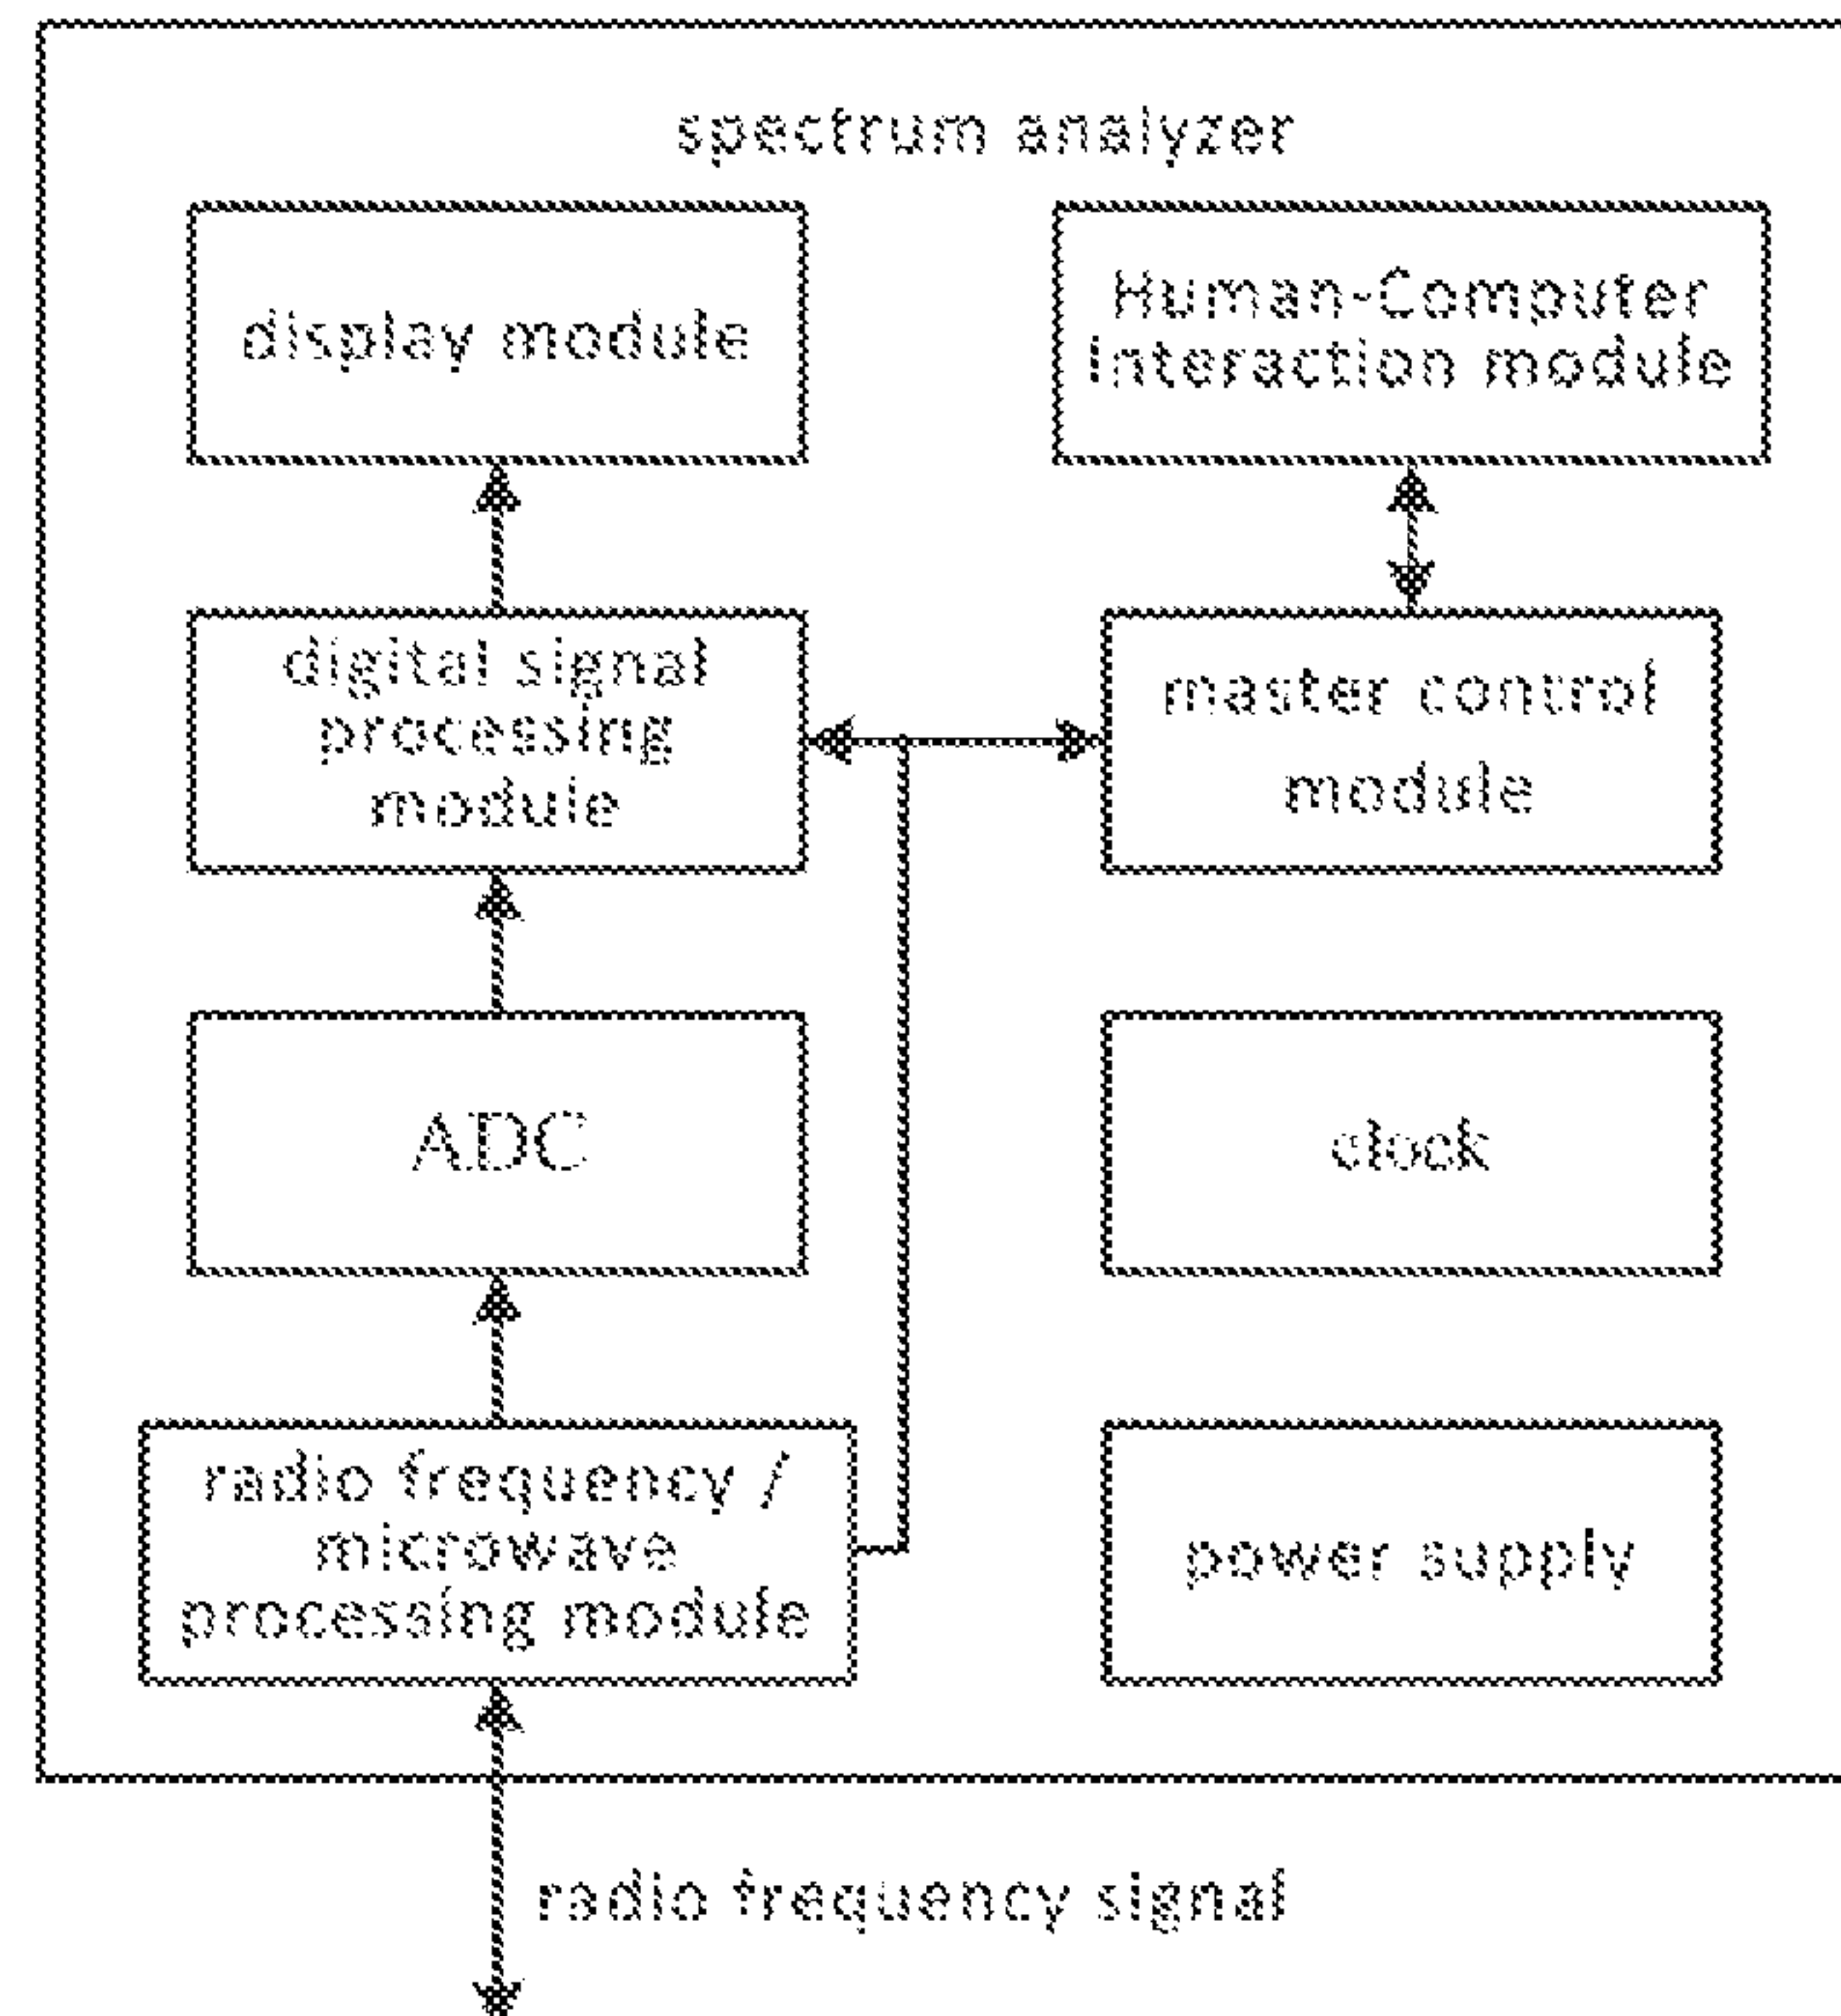 spectrum analyzer
display module
Human-Computer
Interaction module
digital signal
processing
module
master control
module
ADC
clock
radio frequency /
microwave
processing module
power supply
radio frequency signal